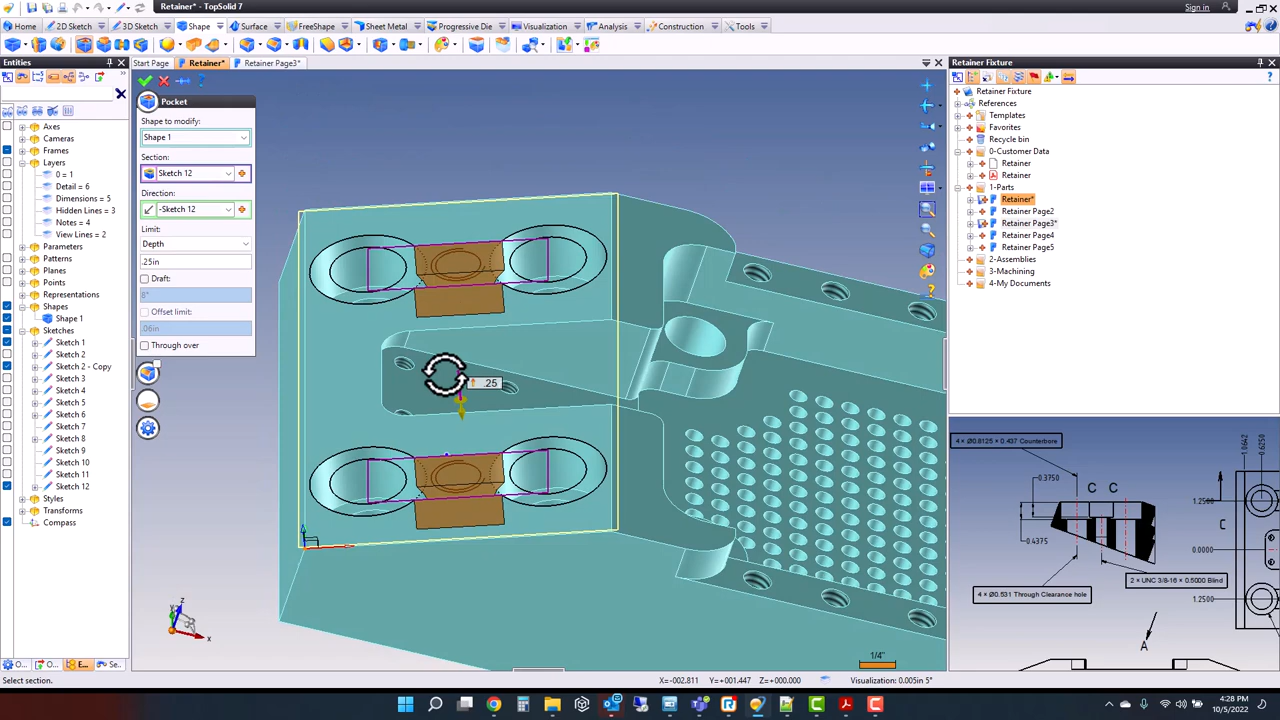 Retainer* - TopSolid 7
Sign in
Home
2D Sketch
3D Sketch
Shape
Surface
FreeShape
Sheet Metal
Progressive Die
Visualization
Analysis
Construction
Tools
Entities
Start Page
Retainer*
Retainer Page3*
Retainer Fixture
Axes
Cameras
Frames
Layers
0 = 1
Detail = 6
Dimensions = 5
Hidden Lines = 3
Notes = 4
View Lines = 2
Parameters
Patterns
Planes
Points
Representations
Shapes
Shape 1
Sketches
Sketch 1
Sketch 2
Sketch 2 - Copy
Sketch 3
Sketch 4
Sketch 5
Sketch 6
Sketch 7
Sketch 8
Sketch 9
Sketch 10
Sketch 11
Sketch 12
Styles
Transforms
Compass
O...
O...
E...
Se..
Pocket
Shape to modify:
Shape 1
Section:
Sketch 12
Direction:
-Sketch 12
Limit:
Depth
.25in
Draft:
8°
Offset limit:
.06in
Through over
.25
z
x
1/4"
Retainer Fixture
References
Templates
Favorites
Recycle bin
0-Customer Data
Retainer
Retainer
1-Parts
Retainer*
Retainer Page2
Retainer Page3*
Retainer Page4
Retainer Page5
2-Assemblies
3-Machining
4-My Documents
4× Ø0.8125 × 0.437 Counterbore
1.0642
0.6250
0.3750
C C
1.250
C
0.4375
0.0000
2 × UNC 3/8-16 × 0.5000 Blind
4 × Ø0.531 Through Clearance hole
1.2500
A
Select section.
X=-002.811
Y=+001.447
Z=+000.000
Visualization: 0.005in 5°
4:28 PM
10/5/2022